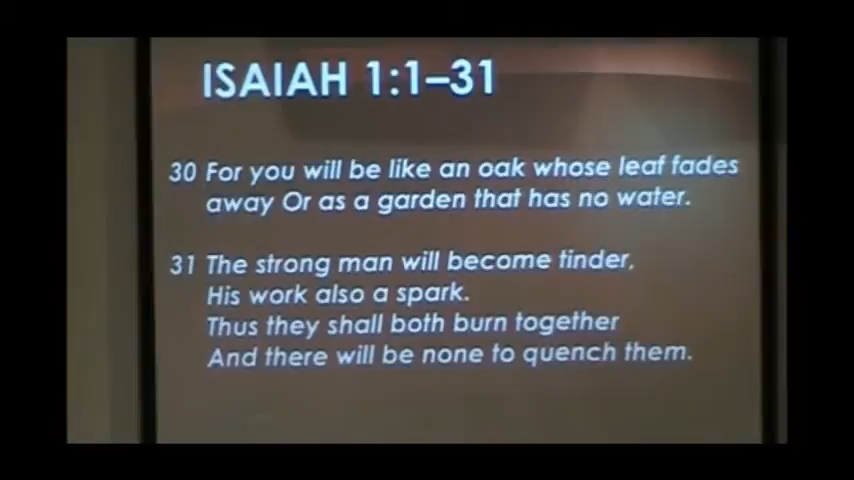 ISAIAH 1:1–31
30 For you will be like an oak whose leaf fades
away Or as a garden that has no water.
31 The strong man will become tinder,
His work also a spark.
Thus they shall both burn together
And there will be none to quench them.